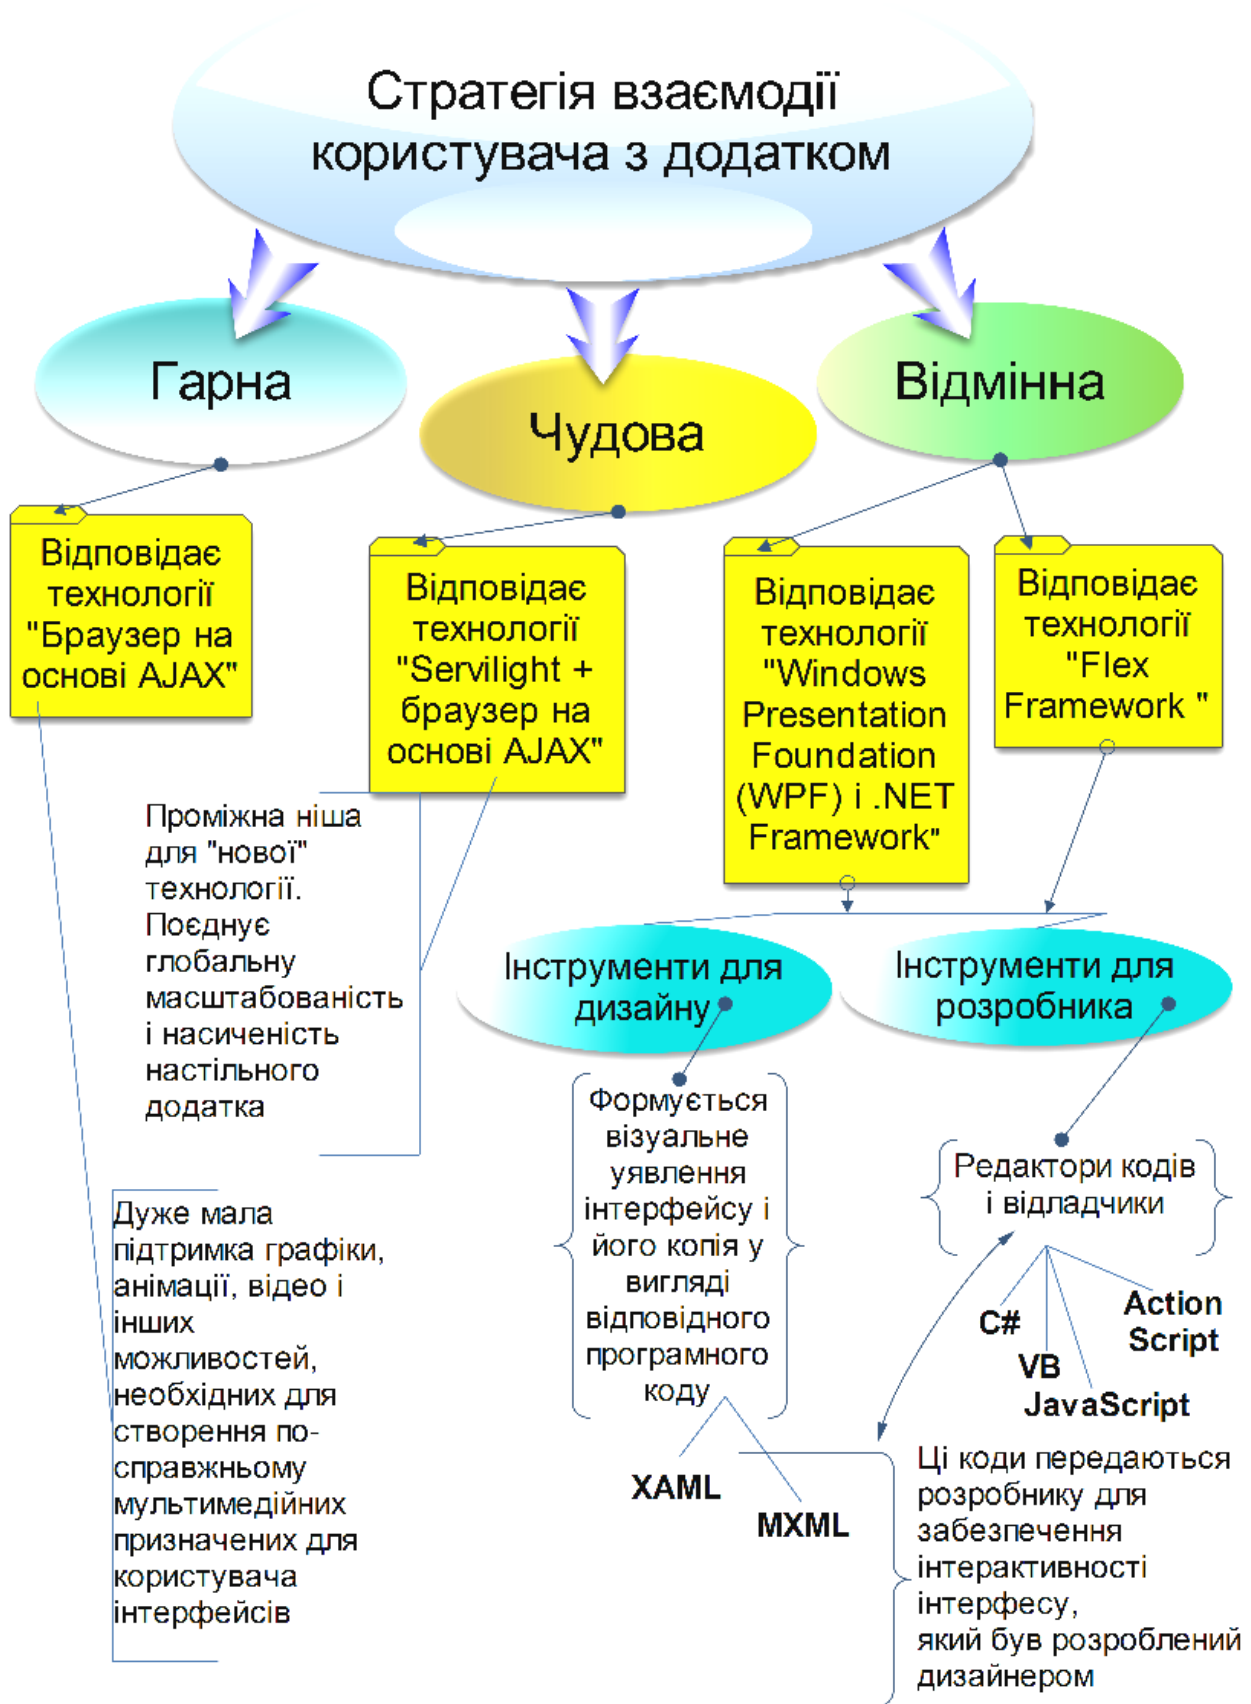 Стратегія взаємодії
користувача з додатком
Гарна
Чудова
Відмінна
Відповідає
технології
"Браузер на
основі AJAX"
Відповідає
технології
"Servilight +
браузер на
основі AJAX"
Відповідає
технології
"Windows
Presentation
Foundation
(WPF) і .NET
Framework"
Відповідає
технології
"Flex
Framework "
Проміжна ніша
для "нової"
технології.
Поєднує
глобальну
масштабованість
і насиченість
настільного
додатка
Дуже мала
підтримка графіки,
анімації, відео і
інших
можливостей,
необхідних для
створення по-
справжньому
мультимедійних
призначених для
користувача
інтерфейсів
Інструменти для
дизайну
Інструменти для
розробника
Формується
візуальне
уявлення
інтерфейсу і
його копія у
вигляді
відповідного
програмного
коду
XAML
MXML
Редактори кодів
і відладчики
C#
VB
JavaScript
Action
Script
Ці коди передаються
розробнику для
забезпечення
інтерактивності
інтерфесу,
який був розроблений
дизайнером